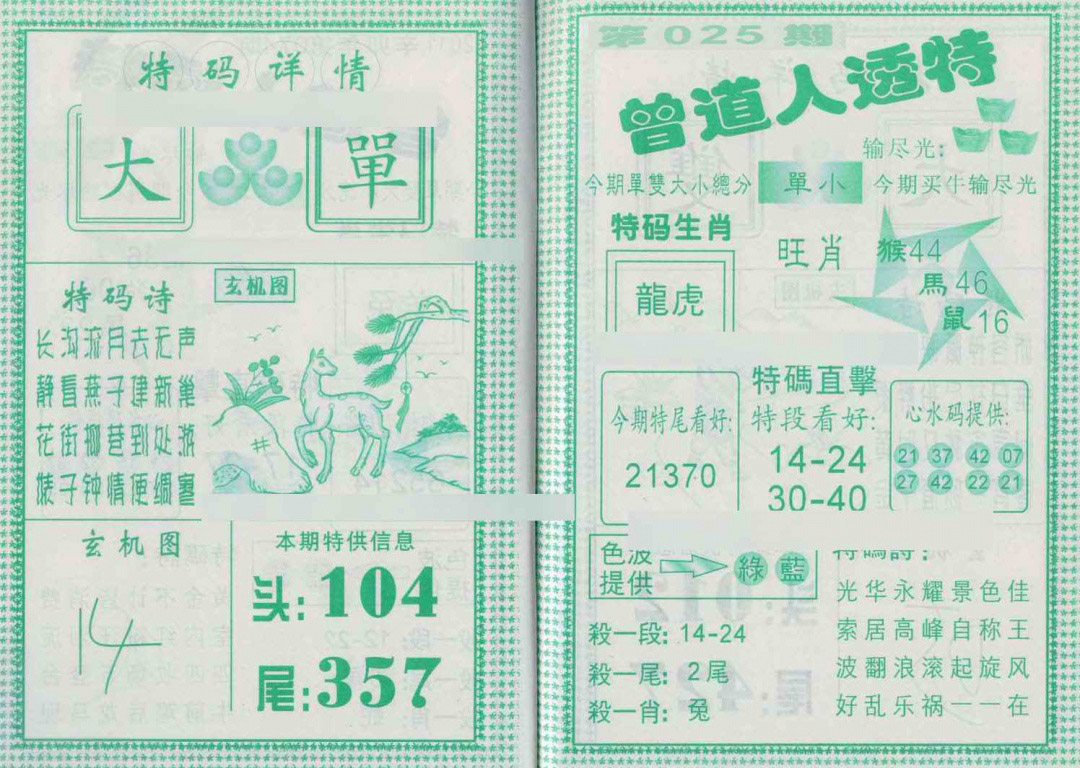 特码详情
大
單
特码诗
玄机图
长沟流月去无声
静看燕子建新巢
花街柳巷到处游
婊子钟情便绸
玄机图
14
本期特供信息
头:104
尾:357
第025期
曾道人透特
输尽光:
今期單雙大小總分
單小
今期买牛输尽光
特码生肖
龍虎
旺肖
猴44
馬46
鼠16
今期特尾看好:
21370
特碼直擊
特段看好:
14-24
30-40
心水码提供:
21 37 42 07
27 42 22 21
色波
提供
綠 藍
殺一段: 14-24
殺一尾: 2尾
殺一肖: 兔
特碼詩:
光华永耀景色佳
索居高峰自称王
波翻浪滚起旋风
好乱乐祸一一在